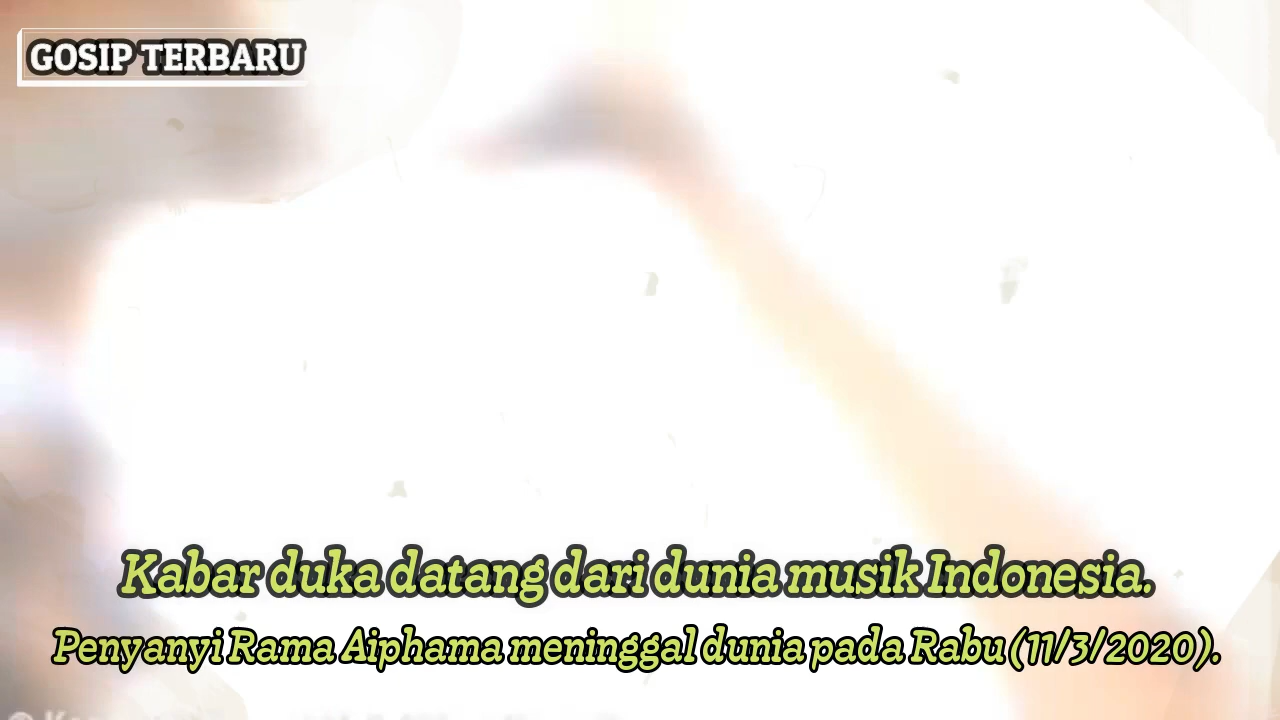 GOSIP TERBARU
Kabar duka datang dari dunia musik Indonesia.
Penyanyi Rama Aiphama meninggal dunia pada Rabu (11/3/2020).